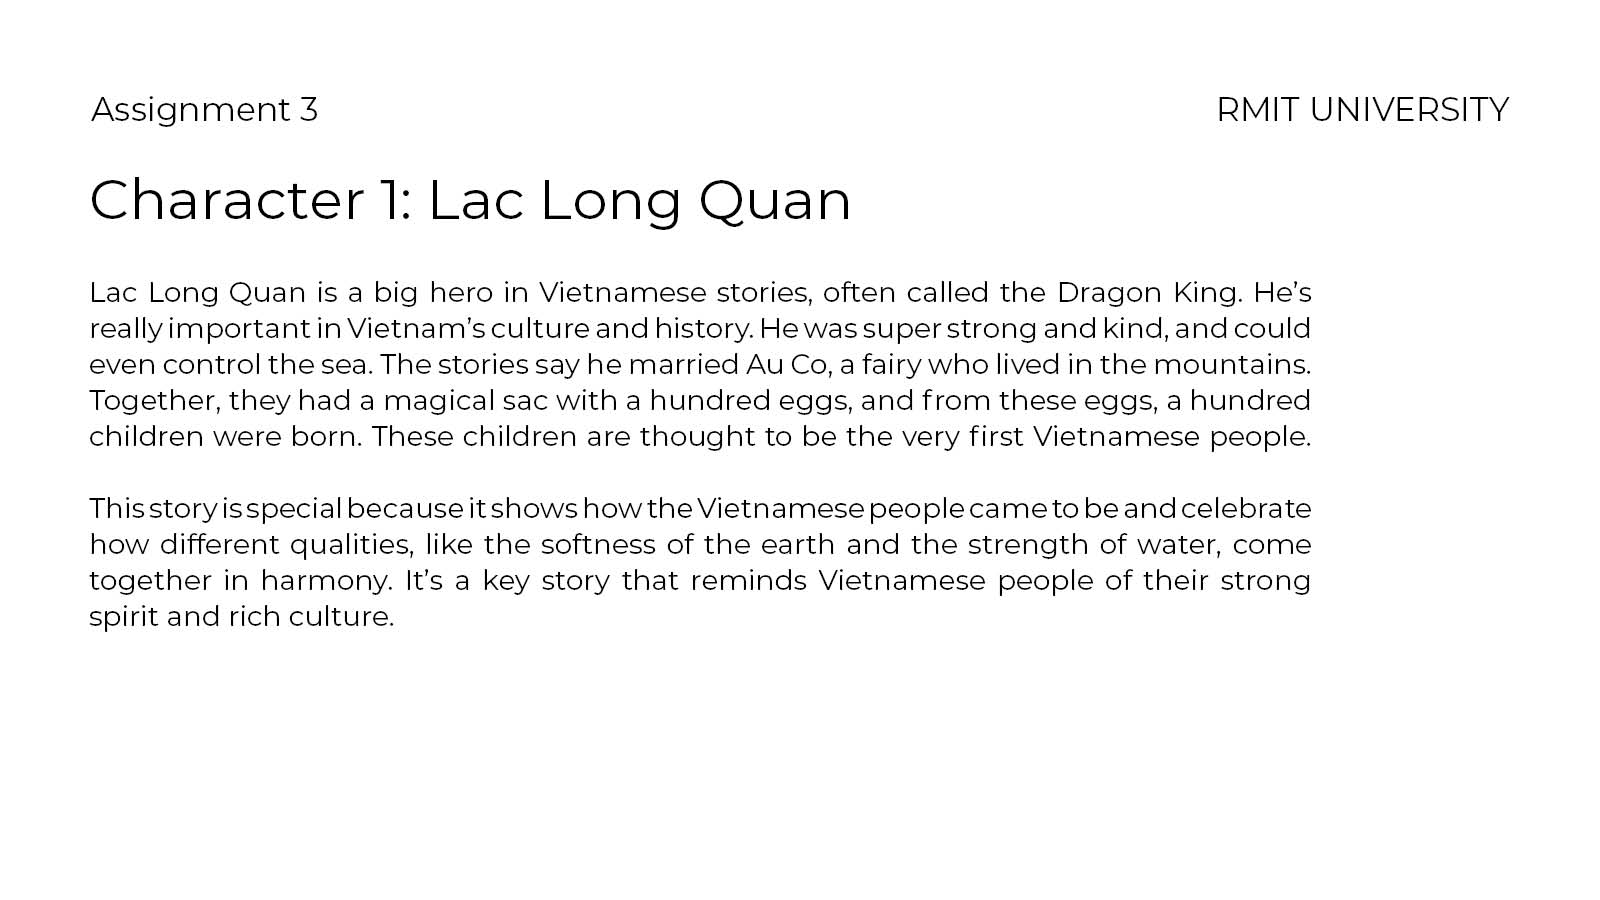 Assignment 3
RMIT UNIVERSITY
Character 1: Lac Long Quan
Lac Long Quan is a big hero in Vietnamese stories, often called the Dragon King. He’s
really important in Vietnam’s culture and history. He was super strong and kind, and could
even control the sea. The stories say he married Au Co, a fairy who lived in the mountains.
Together, they had a magical sac with a hundred eggs, and from these eggs, a hundred
children were born. These children are thought to be the very first Vietnamese people.
This story is special because it shows how the Vietnamese people came to be and celebrate
how different qualities, like the softness of the earth and the strength of water, come
together in harmony. It’s a key story that reminds Vietnamese people of their strong
spirit and rich culture.